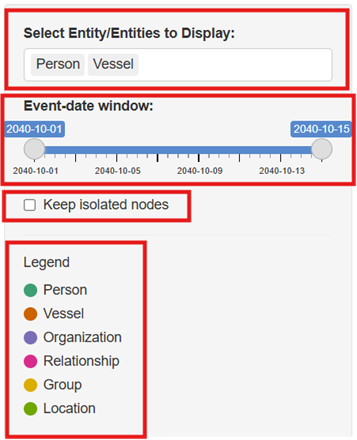 Select Entity/Entities to Display:
Person Vessel
Event-date window:
2040-10-01 2040-10-15
2040-10-01 2040-10-05 2040-10-09 2040-10-13
Keep isolated nodes
Legend
Person
Vessel
Organization
Relationship
Group
Location